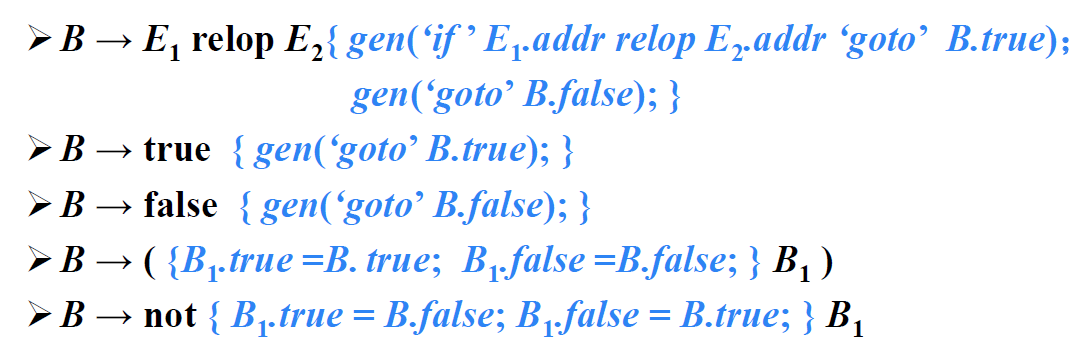 ➢ B → E₁ relop E₂{ gen(‘if ’ E₁.addr relop E₂.addr ‘goto’ B.true);
gen(‘goto’ B.false); }
➢ B → true { gen(‘goto’ B.true); }
➢ B → false { gen(‘goto’ B.false); }
➢ B → ( {B₁.true =B. true; B₁.false =B.false; } B₁ )
➢ B → not { B₁.true = B.false; B₁.false = B.true; } B₁